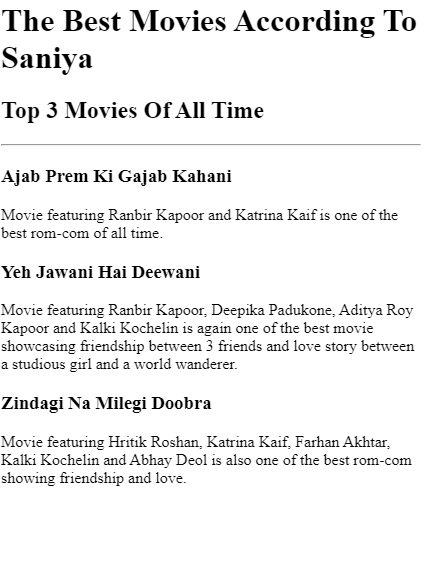 The Best Movies According To
Saniya
Top 3 Movies Of All Time
Ajab Prem Ki Gajab Kahani
Movie featuring Ranbir Kapoor and Katrina Kaif is one of the
best rom-com of all time.
Yeh Jawani Hai Deewani
Movie featuring Ranbir Kapoor, Deepika Padukone, Aditya Roy
Kapoor and Kalki Kochelin is again one of the best movie
showcasing friendship between 3 friends and love story between
a studious girl and a world wanderer.
Zindagi Na Milegi Doobra
Movie featuring Hritik Roshan, Katrina Kaif, Farhan Akhtar,
Kalki Kochelin and Abhay Deol is also one of the best rom-com
showing friendship and love.